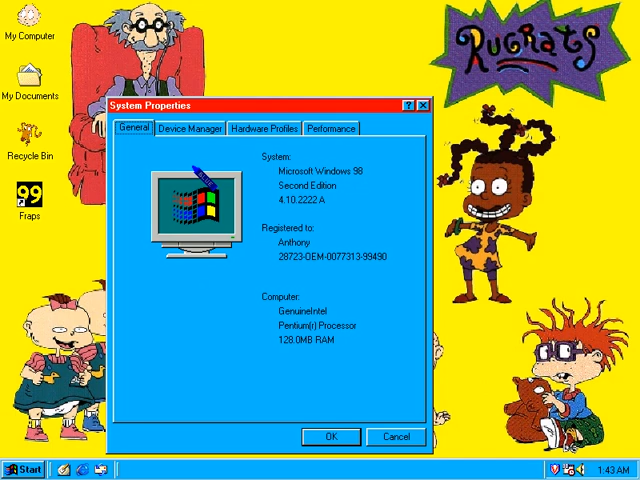 My Computer
My Documents
Recycle Bin
99
Fraps
RUGRATS
System Properties
General
Device Manager
Hardware Profiles
Performance
System:
Microsoft Windows 98
Second Edition
4.10.2222 A
Registered to:
Anthony
28723-OEM-0077313-99490
Computer:
GenuineIntel
Pentium(r) Processor
128.0MB RAM
OK
Cancel
Start
1:43 AM